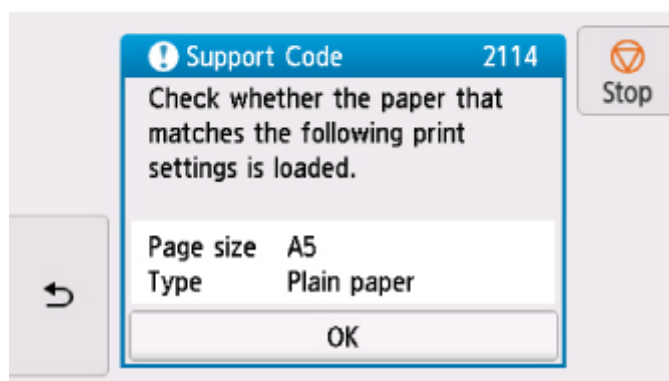 Support Code 2114
Stop
Check whether the paper that
matches the following print
settings is loaded.
Page size A5
Type Plain paper
OK